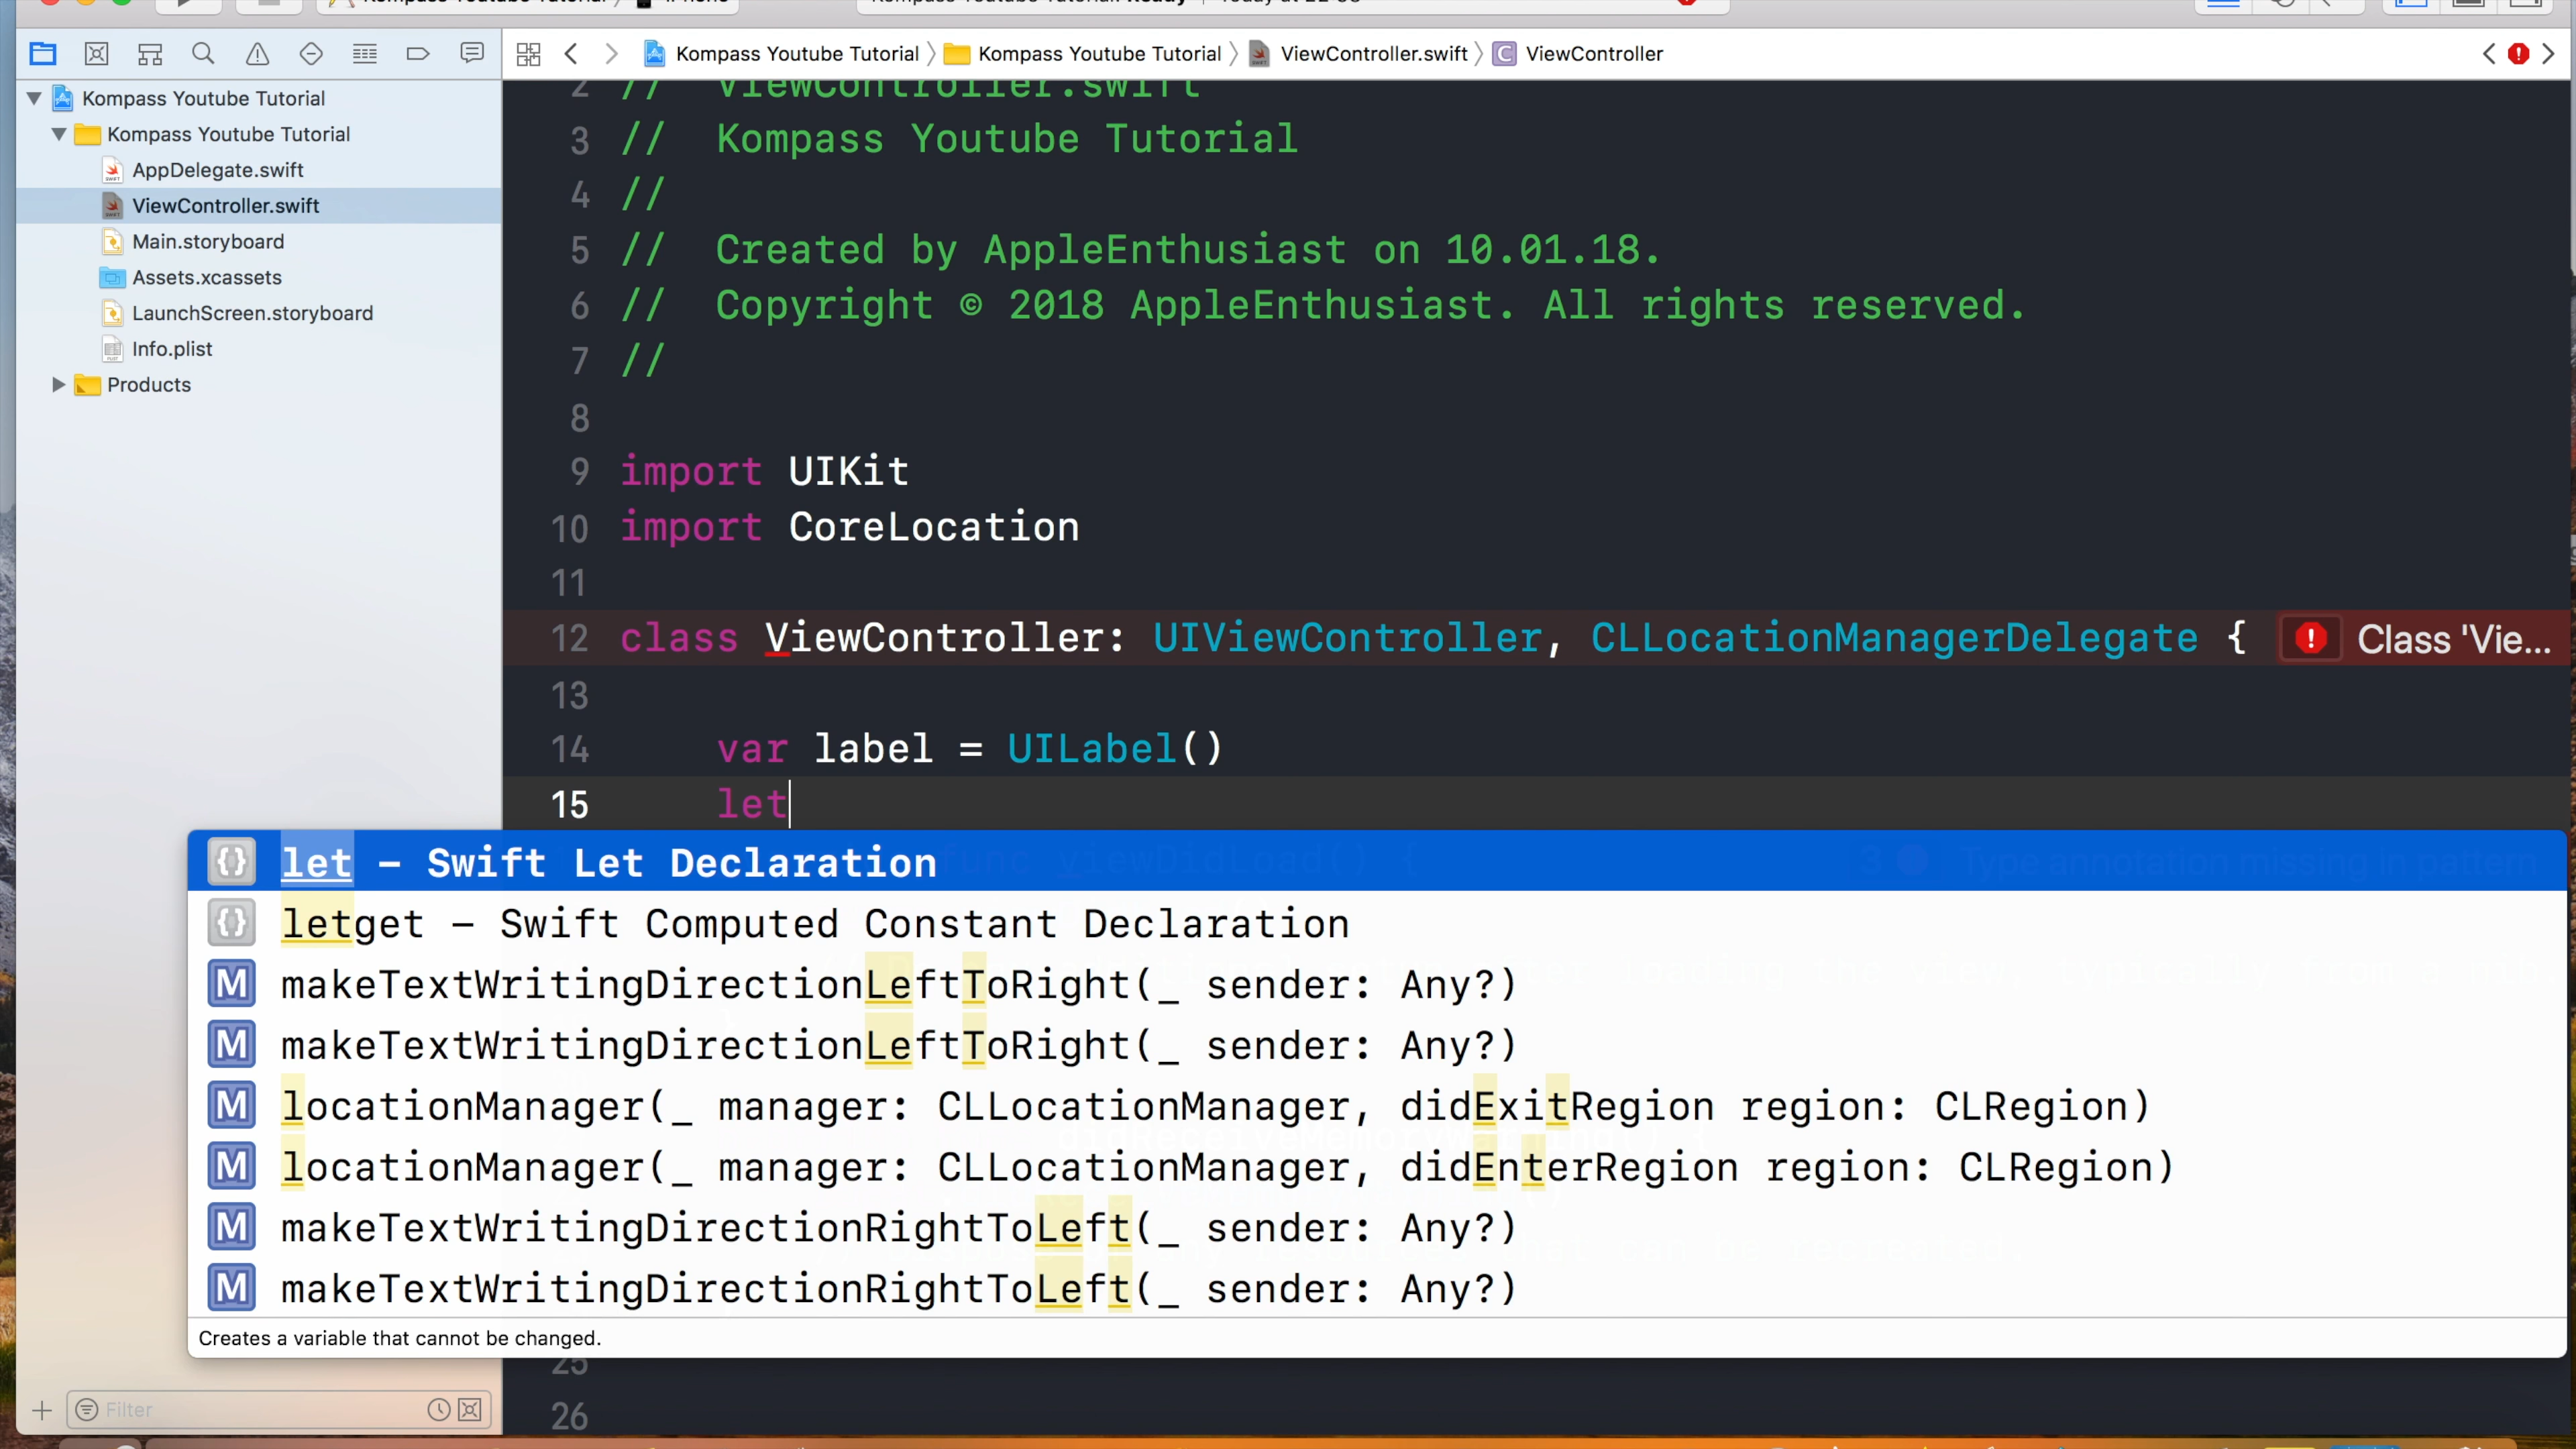 Kompass Youtube Tutorial
Kompass Youtube Tutorial
ViewController.swift
ViewController
Kompass Youtube Tutorial
Kompass Youtube Tutorial
AppDelegate.swift
ViewController.swift
Main.storyboard
Assets.xcassets
LaunchScreen.storyboard
Info.plist
Products
Filter
2 // ViewController.swift
3 // Kompass Youtube Tutorial
4 //
5 // Created by AppleEnthusiast on 10.01.18.
6 // Copyright © 2018 AppleEnthusiast. All rights reserved.
7 //
8
9 import UIKit
10 import CoreLocation
11
12 class ViewController: UIViewController, CLLocationManagerDelegate { Class 'Vie...
13
14 var label = UILabel()
15 let
{} let – Swift Let Declaration
{} letget – Swift Computed Constant Declaration
M makeTextWritingDirectionLeftToRight(_ sender: Any?)
M makeTextWritingDirectionLeftToRight(_ sender: Any?)
M locationManager(_ manager: CLLocationManager, didExitRegion region: CLRegion)
M locationManager(_ manager: CLLocationManager, didEnterRegion region: CLRegion)
M makeTextWritingDirectionRightToLeft(_ sender: Any?)
M makeTextWritingDirectionRightToLeft(_ sender: Any?)
Creates a variable that cannot be changed.
25
26